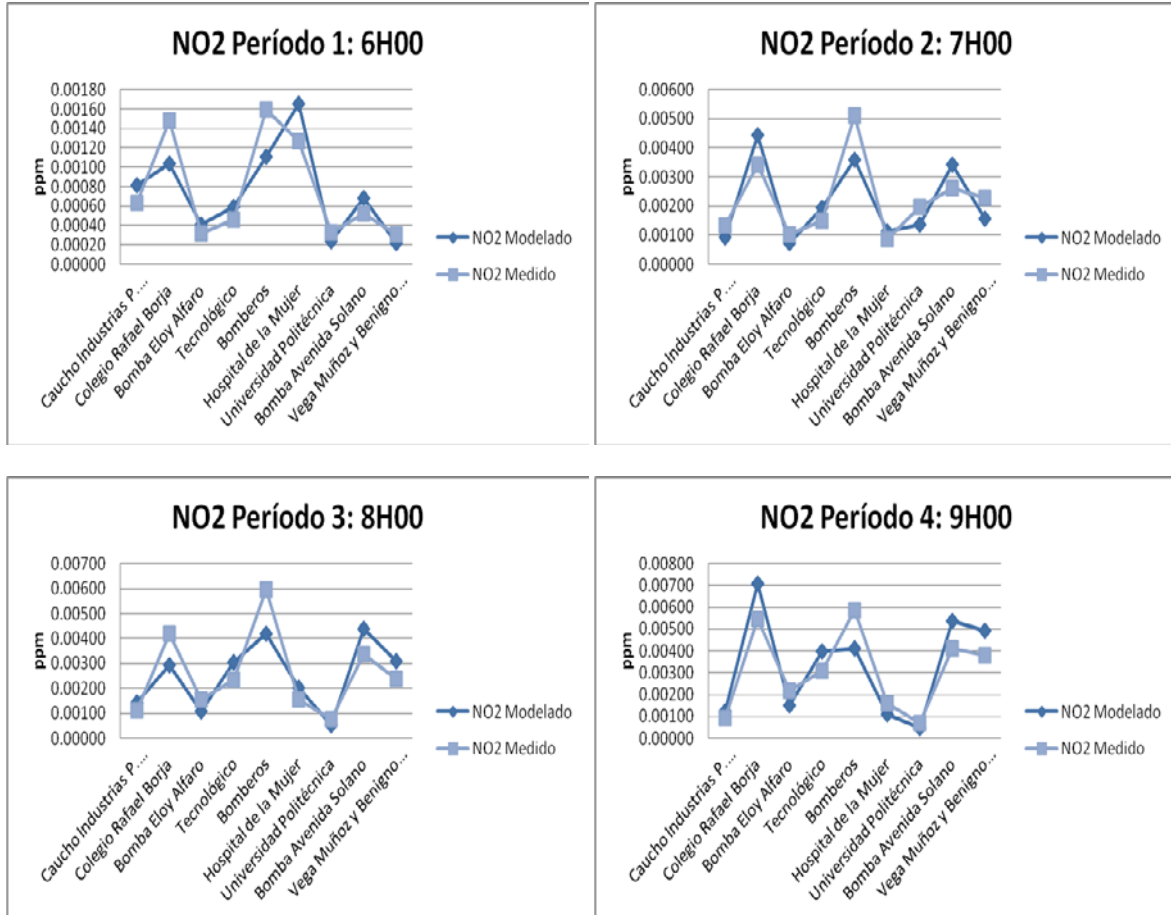 NO2 Período 1: 6H00
0.00180
0.00160
0.00140
0.00120
0.00100
0.00080
0.00060
0.00040
0.00020
0.00000
ppm
NO2 Modelado
NO2 Medido
Caucho Industrias P....
Colegio Rafael Borja
Bomba Eloy Alfaro
Tecnológico
Bomberos
Hospital de la Mujer
Universidad Politécnica
Bomba Avenida Solano
Vega Muñoz y Benigno...
NO2 Período 2: 7H00
0.00600
0.00500
0.00400
0.00300
0.00200
0.00100
0.00000
ppm
NO2 Modelado
NO2 Medido
Caucho Industrias P....
Colegio Rafael Borja
Bomba Eloy Alfaro
Tecnológico
Bomberos
Hospital de la Mujer
Universidad Politécnica
Bomba Avenida Solano
Vega Muñoz y Benigno...
NO2 Período 3: 8H00
0.00700
0.00600
0.00500
0.00400
0.00300
0.00200
0.00100
0.00000
ppm
NO2 Modelado
NO2 Medido
Caucho Industrias P....
Colegio Rafael Borja
Bomba Eloy Alfaro
Tecnológico
Bomberos
Hospital de la Mujer
Universidad Politécnica
Bomba Avenida Solano
Vega Muñoz y Benigno...
NO2 Período 4: 9H00
0.00800
0.00700
0.00600
0.00500
0.00400
0.00300
0.00200
0.00100
0.00000
ppm
NO2 Modelado
NO2 Medido
Caucho Industrias P....
Colegio Rafael Borja
Bomba Eloy Alfaro
Tecnológico
Bomberos
Hospital de la Mujer
Universidad Politécnica
Bomba Avenida Solano
Vega Muñoz y Benigno...